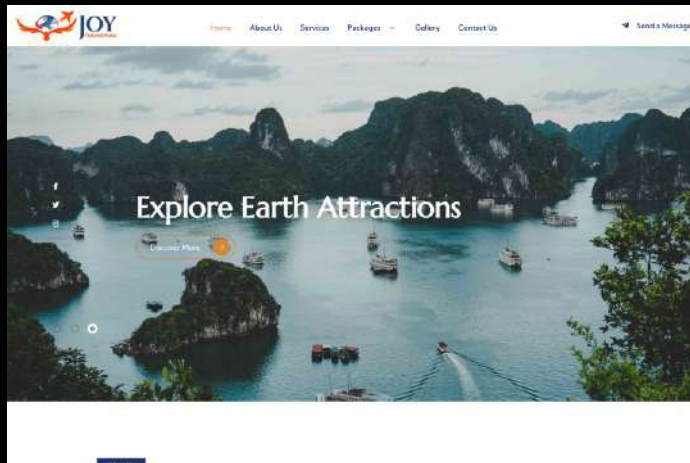 JOY
Home
About Us
Services
Packages
Gallery
Contact Us
Send a Message
Explore Earth Attractions
Discover More